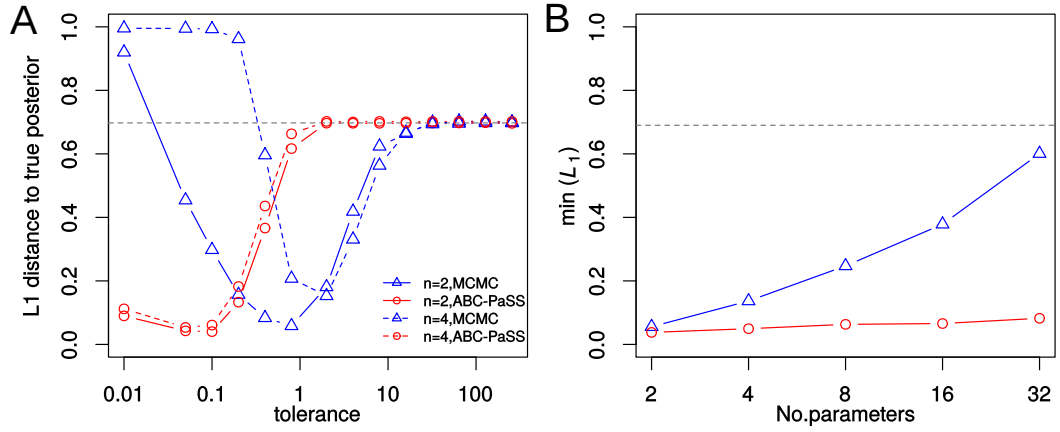 A
L1 distance to true posterior
1.0
0.8
0.6
0.4
0.2
0.0
n=2,MCMC
n=2,ABC-PaSS
n=4,MCMC
n=4,ABC-PaSS
0.01 0.1 1 10 100
tolerance
B
min (L₁)
1.0
0.8
0.6
0.4
0.2
0.0
2 4 8 16 32
No.parameters